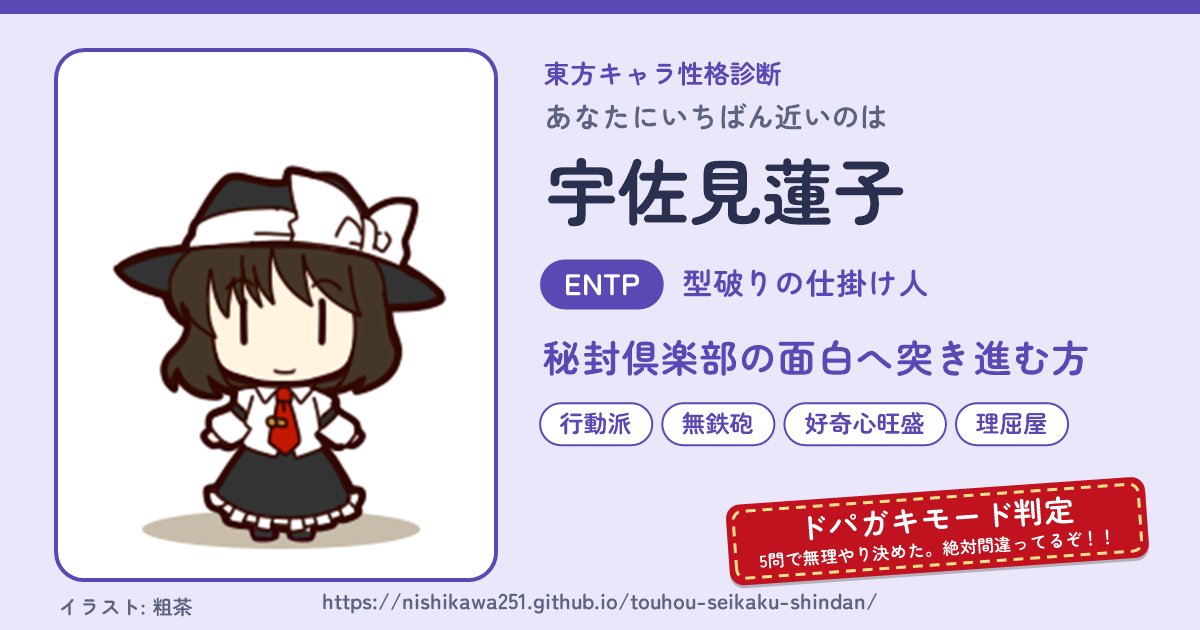 東方キャラ性格診断
あなたにいちばん近いのは
宇佐見蓮子
ENTP 型破りの仕掛け人
秘封倶楽部の面白へ突き進む方
行動派 無鉄砲 好奇心旺盛 理屈屋
ドパガキモード判定
5問で無理やり決めた。絶対間違ってるぞ！！
イラスト: 粗茶
https://nishikawa251.github.io/touhou-seikaku-shindan/